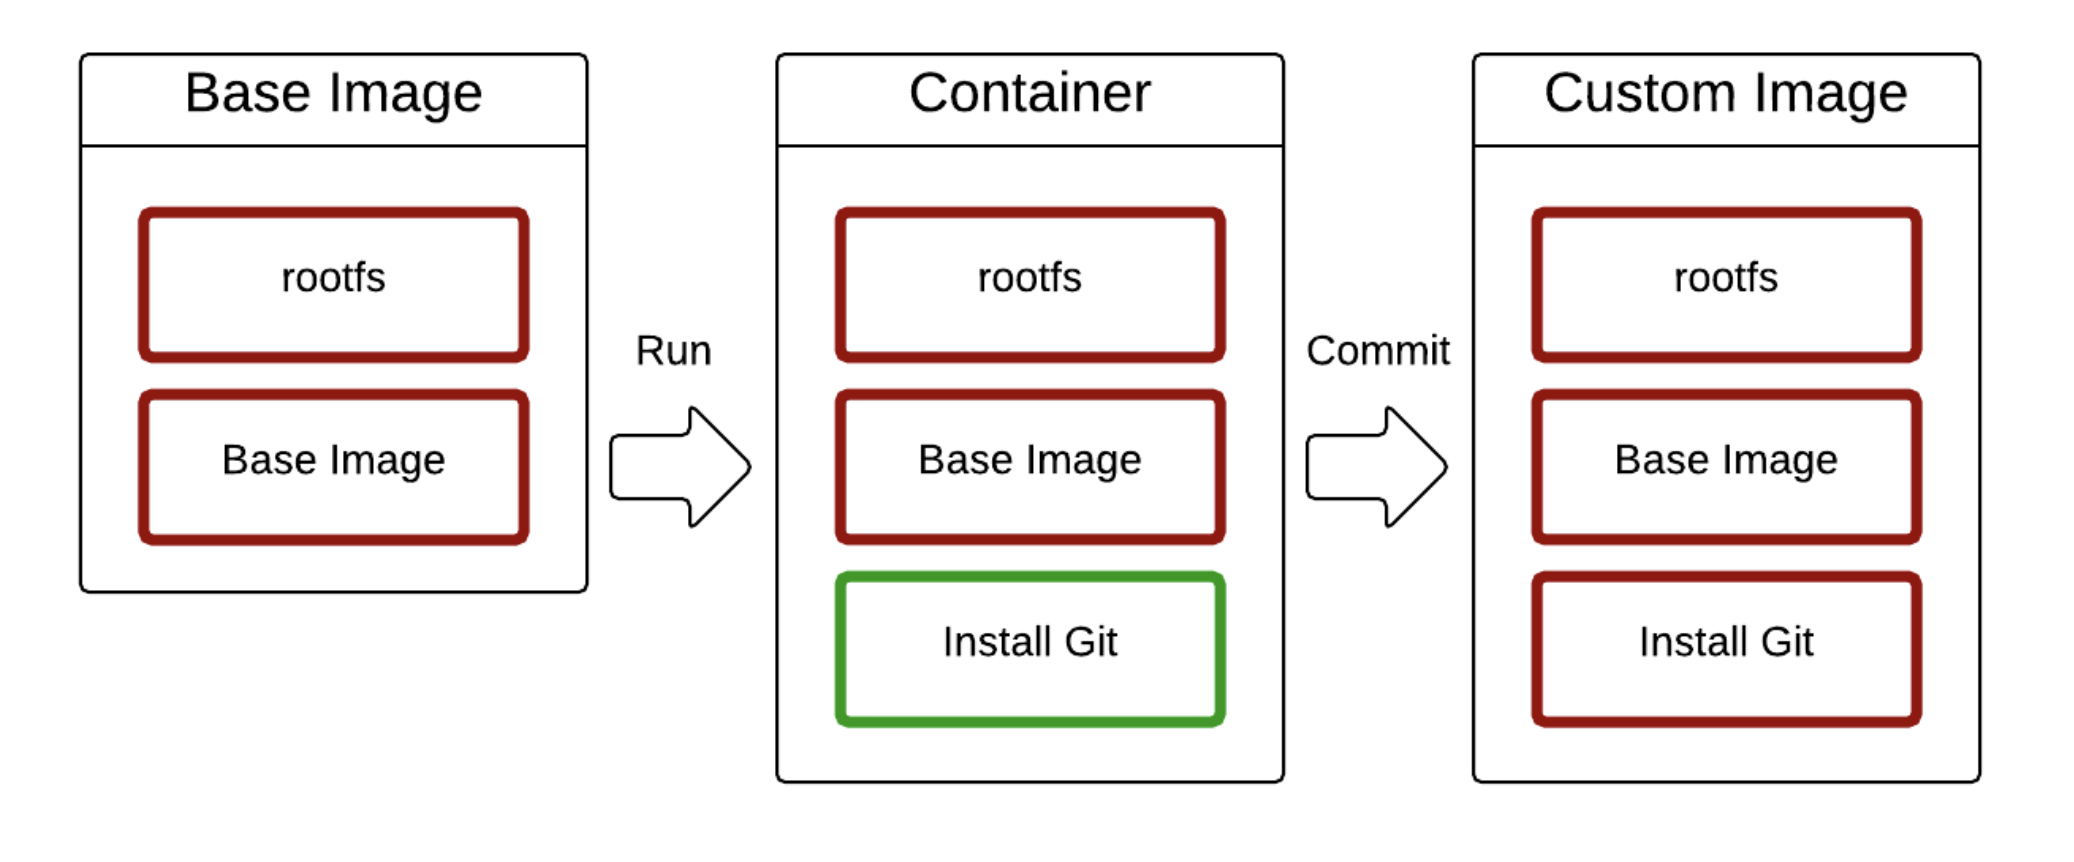 Base Image
rootfs
Base Image
Run
Container
rootfs
Base Image
Install Git
Commit
Custom Image
rootfs
Base Image
Install Git